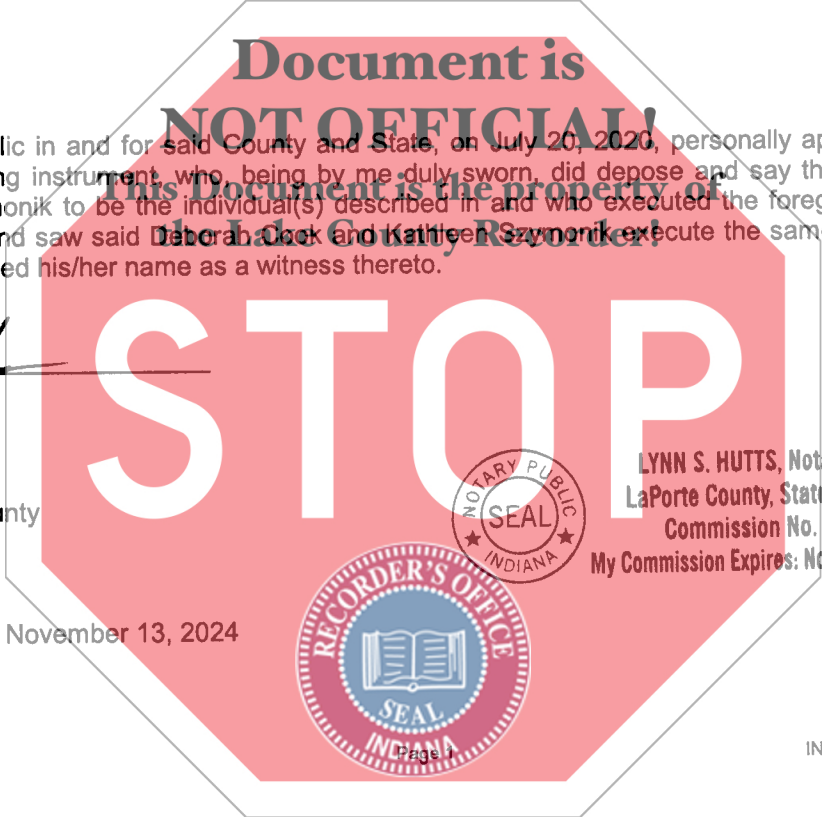 Document is
NOT OFFICIAL!
lic in and for said County and State, on July 20, 2020, personally ap
This Document is the property of
g instrument, who, being by me duly sworn, did depose and say th
onik to be the individual(s) described in and who executed the foreg
the Lake County Recorder!
nd saw said Deborah Cook and Kathleen Szymonik execute the sam
ed his/her name as a witness thereto.
STOP
LYNN S. HUTTS, Not
LaPorte County, State
Commission No.
My Commission Expires: No
NOTARY PUBLIC
SEAL
INDIANA
nty
November 13, 2024
RECORDER'S OFFICE
SEAL
INDIANA
Page 1
IN